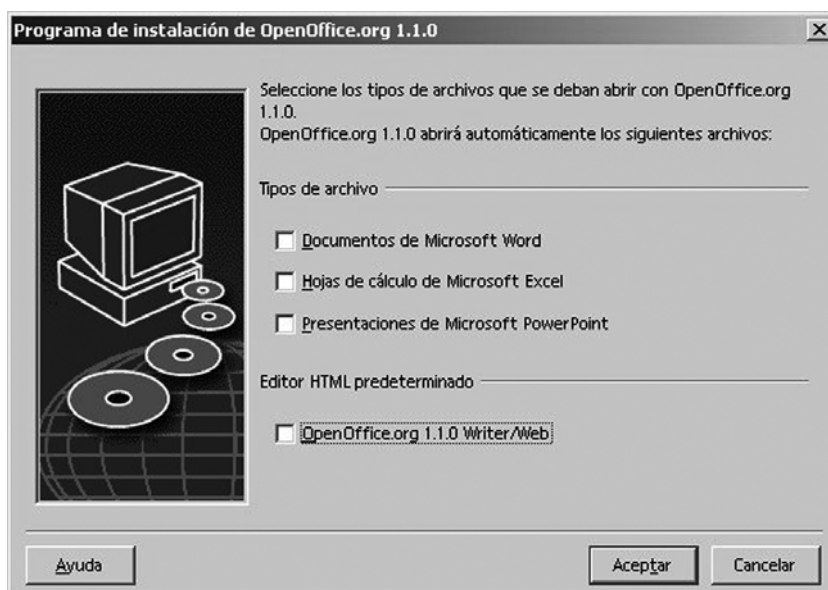 Programa de instalación de OpenOffice.org 1.1.0
Seleccione los tipos de archivos que se deban abrir con OpenOffice.org
1.1.0.
OpenOffice.org 1.1.0 abrirá automáticamente los siguientes archivos:
Tipos de archivo
Documentos de Microsoft Word
Hojas de cálculo de Microsoft Excel
Presentaciones de Microsoft PowerPoint
Editor HTML predeterminado
OpenOffice.org 1.1.0 Writer/Web
Ayuda Aceptar Cancelar